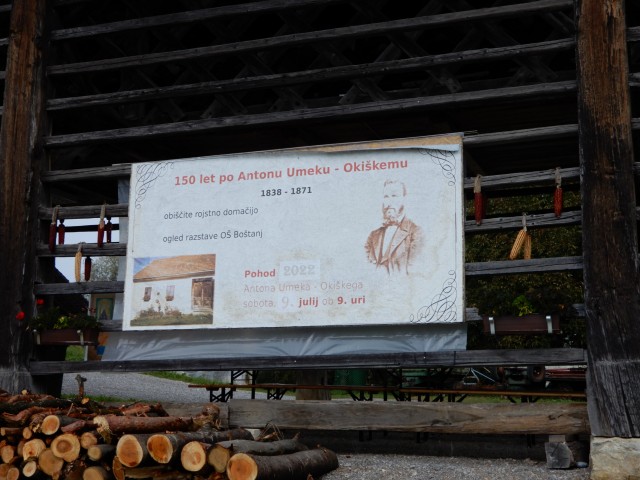 150 let po Antonu Umeku - Okiškemu
1838 - 1871
obiščite rojstno domačijo
ogled razstave OŠ Boštanj
Pohod 2022
Antona Umeka - Okiškega
sobota, 9. julij ob 9. uri